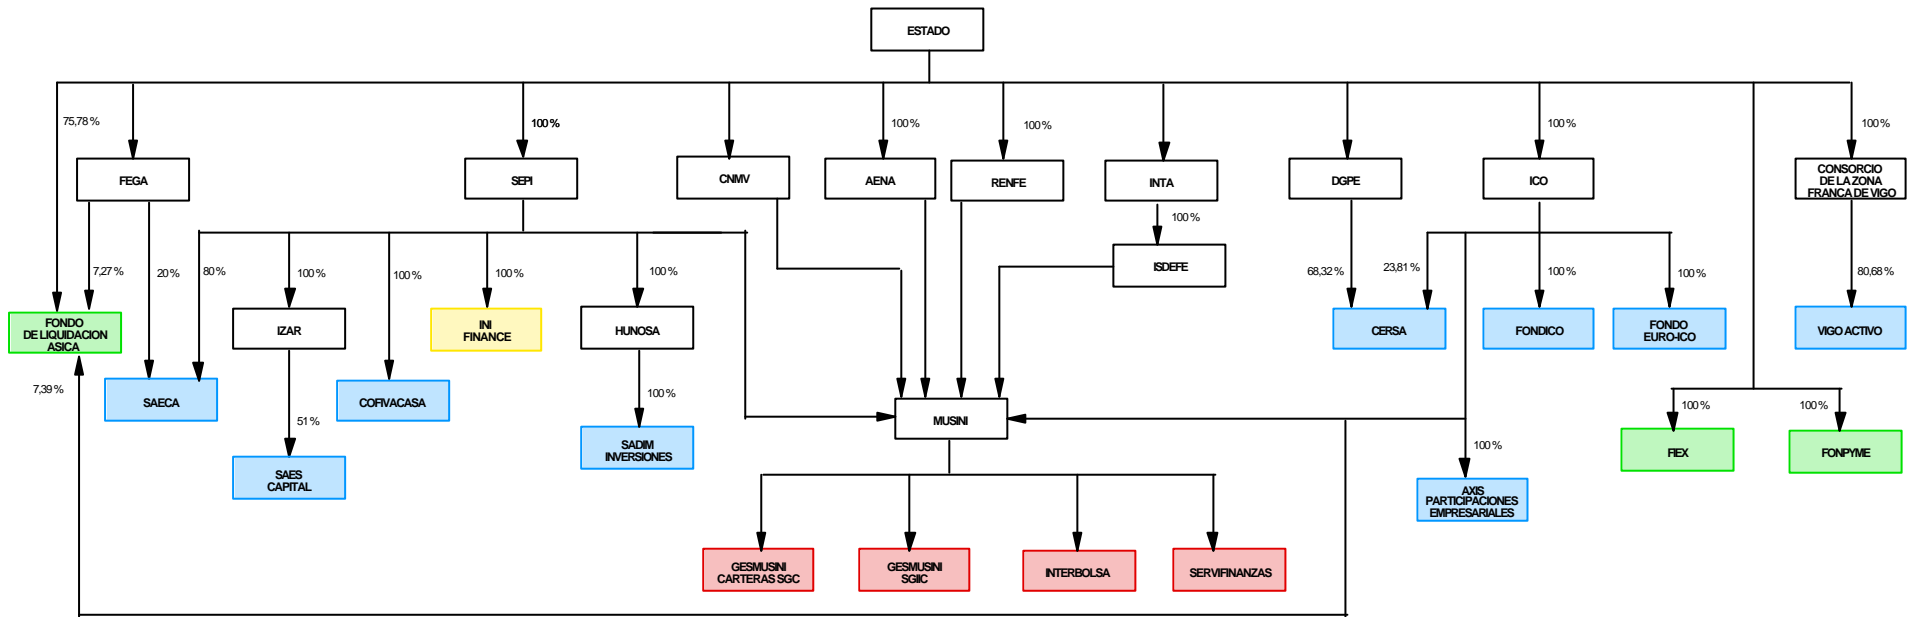 ESTADO
75,78 %
100 %
100 %
100 %
100 %
100 %
FEGA
SEPI
CNMV
AENA
RENFE
INTA
DGPE
ICO
CONSORCIO
DE LA ZONA
FRANCA DE VIGO
100 %
7,27 %
20 %
80 %
100 %
100 %
100 %
100 %
ISDEFE
68,32 %
23,81 %
100 %
100 %
80,68 %
FONDO
DE LIQUIDACION
ASICA
IZAR
INI
FINANCE
HUNOSA
CERSA
FONDICO
FONDO
EURO-ICO
VIGO ACTIVO
7,39 %
SAECA
COFIVACASA
100 %
51 %
MUSINI
100 %
100 %
SADIM
INVERSIONES
100 %
FIEX
FONPYME
SAES
CAPITAL
AXIS
PARTICIPACIONES
EMPRESARIALES
GESMUSINI
CARTERAS SGC
GESMUSINI
SGIIC
INTERBOLSA
SERVIFINANZAS